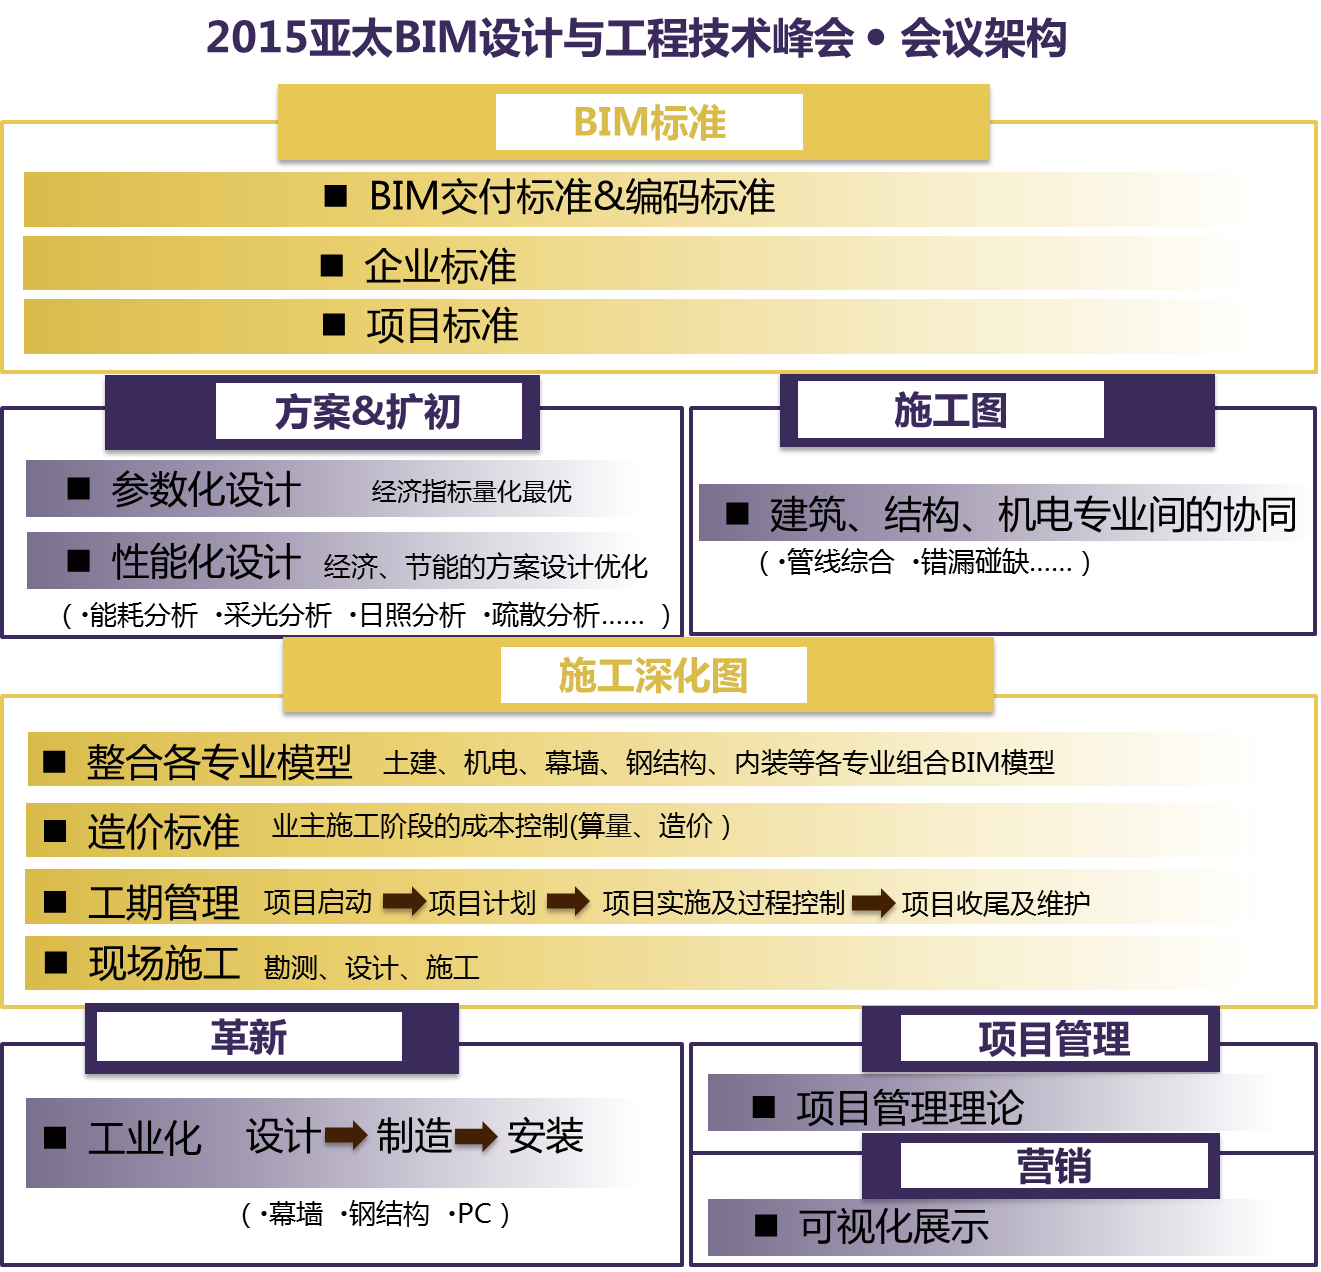 2015亚太BIM设计与工程技术峰会 • 会议架构
BIM标准
■ BIM交付标准&编码标准
■ 企业标准
■ 项目标准
方案&扩初
■ 参数化设计 经济指标量化最优
■ 性能化设计 经济、节能的方案设计优化
（ ·能耗分析 ·采光分析 ·日照分析 ·疏散分析...... ）
施工图
■ 建筑、结构、机电专业间的协同
（ ·管线综合 ·错漏碰缺...... ）
施工深化图
■ 整合各专业模型 土建、机电、幕墙、钢结构、内装等各专业组合BIM模型
■ 造价标准 业主施工阶段的成本控制(算量、造价 ）
■ 工期管理 项目启动 ➡ 项目计划 ➡ 项目实施及过程控制 ➡ 项目收尾及维护
■ 现场施工 勘测、设计、施工
革新
■ 工业化 设计 ➡ 制造 ➡ 安装
（ ·幕墙 ·钢结构 ·PC ）
项目管理
■ 项目管理理论
营销
■ 可视化展示